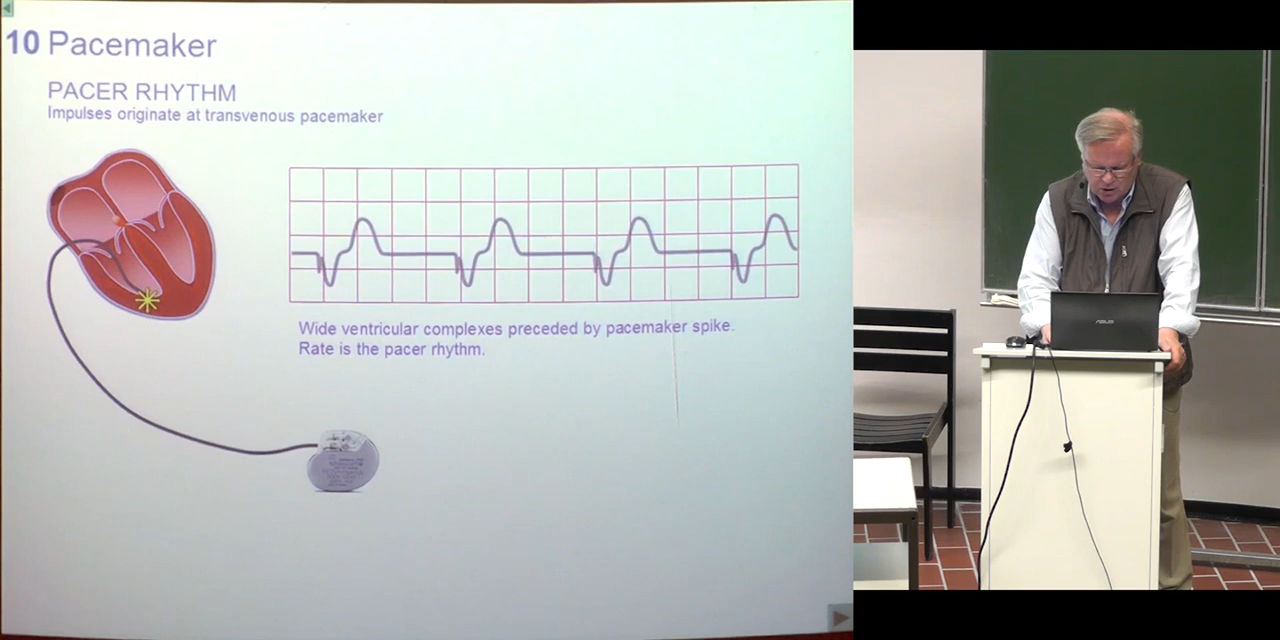 10 Pacemaker
PACER RHYTHM
Impulses originate at transvenous pacemaker
Wide ventricular complexes preceded by pacemaker spike.
Rate is the pacer rhythm.
ASUS